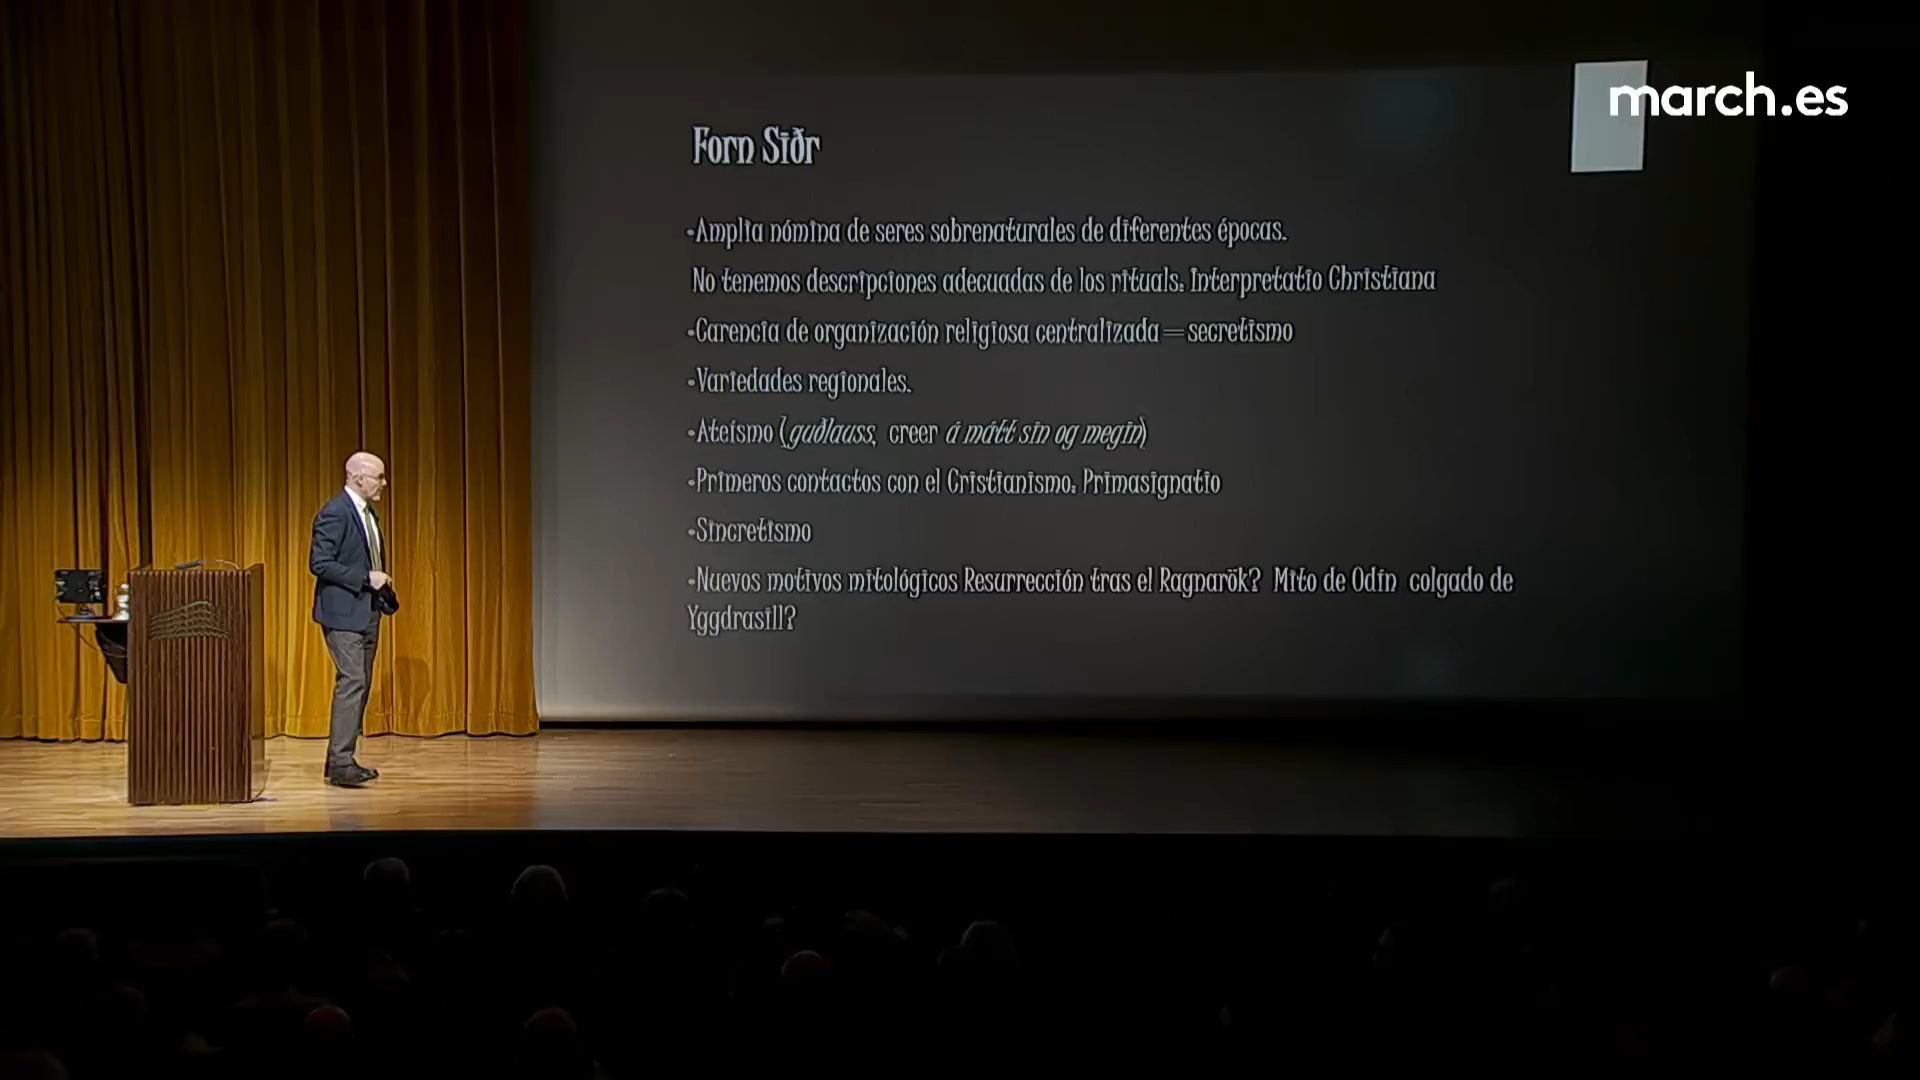 march.es
Forn Siðr
-Amplia nómina de seres sobrenaturales de diferentes épocas.
No tenemos descripciones adecuadas de los rituals: Interpretatio Christiana
-Carencia de organización religiosa centralizada—secretismo
-Variedades regionales.
-Ateísmo (guðlauss, creer á mátt sin og megin)
-Primeros contactos con el Cristianismo: Primasignatio
-Sincretismo
-Nuevos motivos mitológicos Resurrección tras el Ragnarök? Mito de Odin colgado de
Yggdrasill?